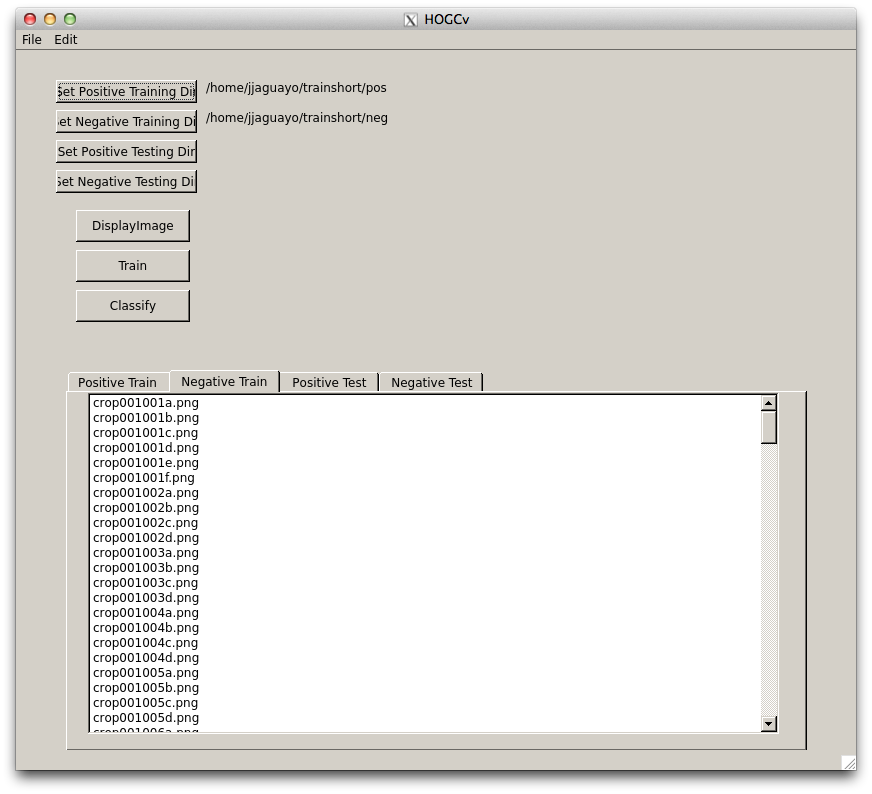 HOGCv
File Edit
Set Positive Training Dir /home/jjaguayo/trainshort/pos
Set Negative Training Di /home/jjaguayo/trainshort/neg
Set Positive Testing Dir
Set Negative Testing Di
DisplayImage
Train
Classify
Positive Train Negative Train Positive Test Negative Test
crop001001a.png
crop001001b.png
crop001001c.png
crop001001d.png
crop001001e.png
crop001001f.png
crop001002a.png
crop001002b.png
crop001002c.png
crop001002d.png
crop001003a.png
crop001003b.png
crop001003c.png
crop001003d.png
crop001004a.png
crop001004b.png
crop001004c.png
crop001004d.png
crop001005a.png
crop001005b.png
crop001005c.png
crop001005d.png
crop001006a.png